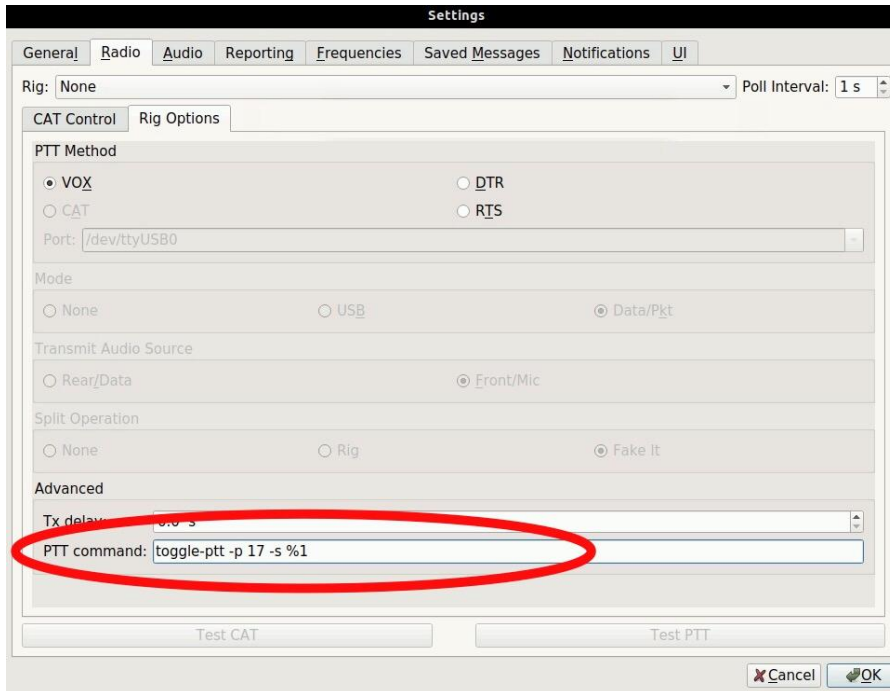 Settings
General Radio Audio Reporting Frequencies Saved Messages Notifications UI
Rig: None Poll Interval: 1 s
CAT Control Rig Options
PTT Method
VOX DTR
CAT RTS
Port: /dev/ttyUSB0
Mode
None USB Data/Pkt
Transmit Audio Source
Rear/Data Front/Mic
Split Operation
None Rig Fake It
Advanced
Tx delay: s
PTT command: toggle-ptt -p 17 -s %1
Test CAT Test PTT
Cancel OK